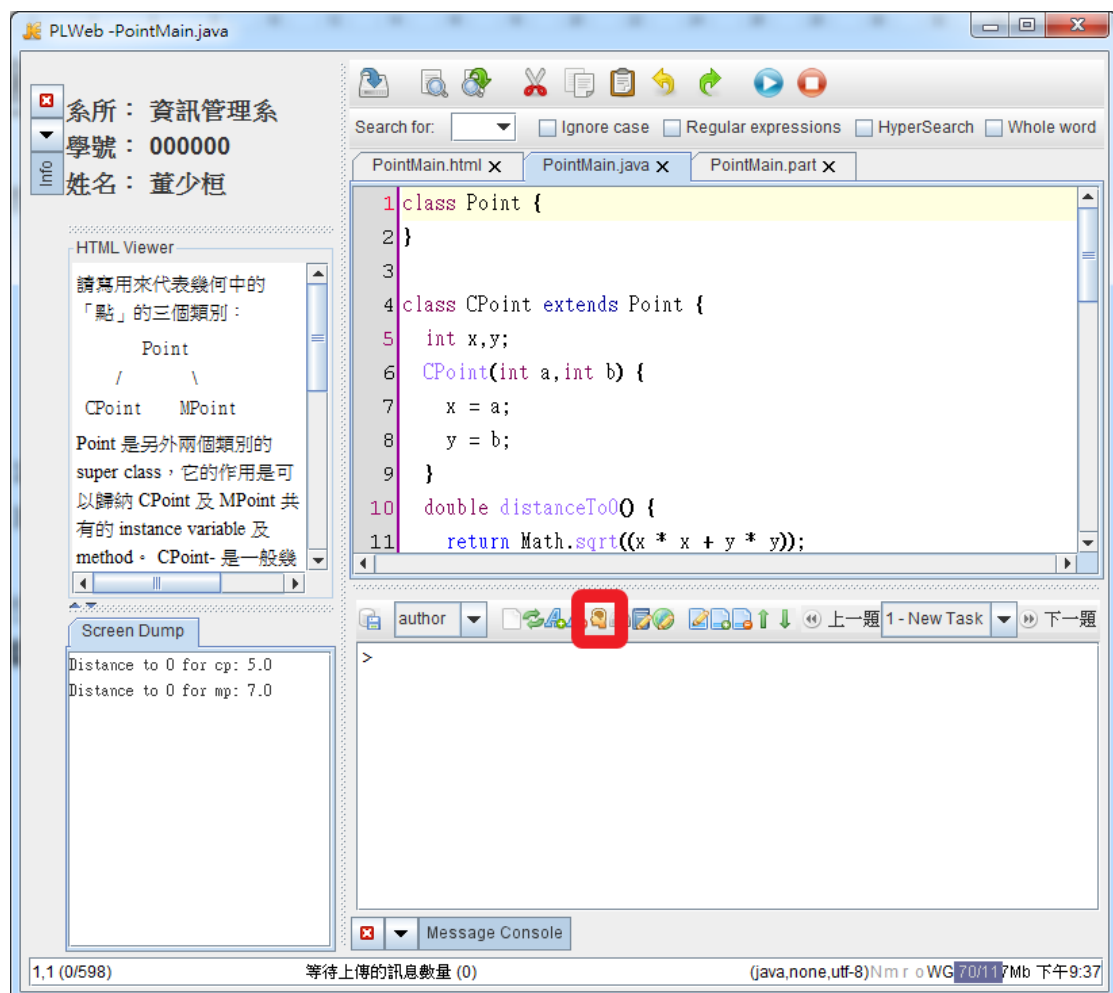 PLWeb -PointMain.java
系所： 資訊管理系
學號： 000000
姓名： 董少桓
Info
Search for:
Ignore case
Regular expressions
HyperSearch
Whole word
PointMain.html
PointMain.java
PointMain.part
1 class Point {
2 }
3
4 class CPoint extends Point {
5 int x,y;
6 CPoint(int a,int b) {
7 x = a;
8 y = b;
9 }
10 double distanceToO() {
11 return Math.sqrt((x * x + y * y));
HTML Viewer
請寫用來代表幾何中的
「點」的三個類別：
Point
/ \
CPoint MPoint
Point 是另外兩個類別的
super class，它的作用是可
以歸納 CPoint 及 MPoint 共
有的 instance variable 及
method。 CPoint- 是一般幾
Screen Dump
Distance to O for cp: 5.0
Distance to O for mp: 7.0
author
上一題
1 - New Task
下一題
>
Message Console
1,1 (0/598)
等待上傳的訊息數量 (0)
(java,none,utf-8)N m r o WG 70/117Mb 下午9:37